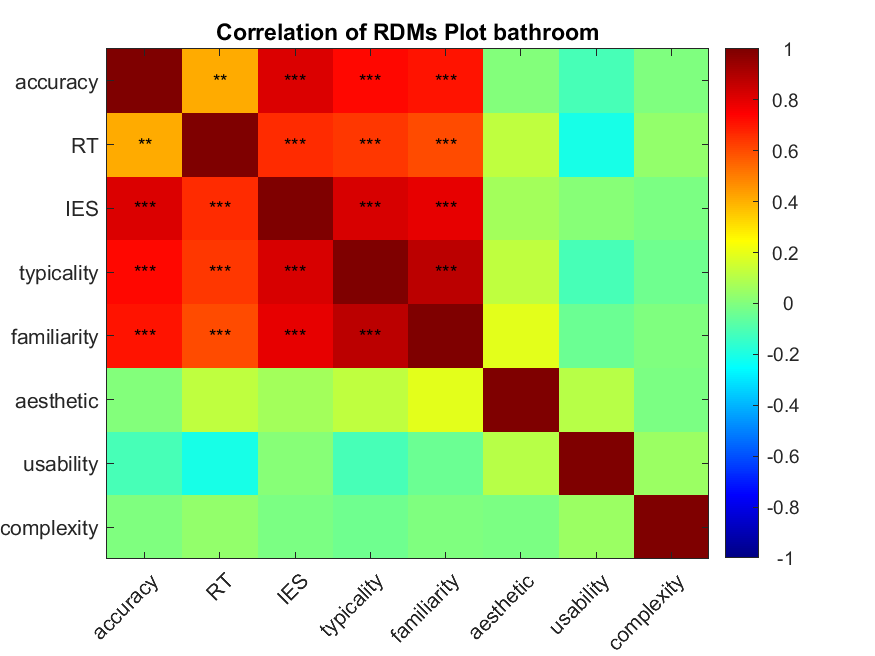 Correlation of RDMs Plot bathroom
accuracy ** *** *** ***
RT ** *** *** ***
IES *** *** *** ***
typicality *** *** *** ***
familiarity *** *** *** ***
aesthetic
usability
complexity
accuracy RT IES typicality familiarity aesthetic usability complexity
1
0.8
0.6
0.4
0.2
0
-0.2
-0.4
-0.6
-0.8
-1